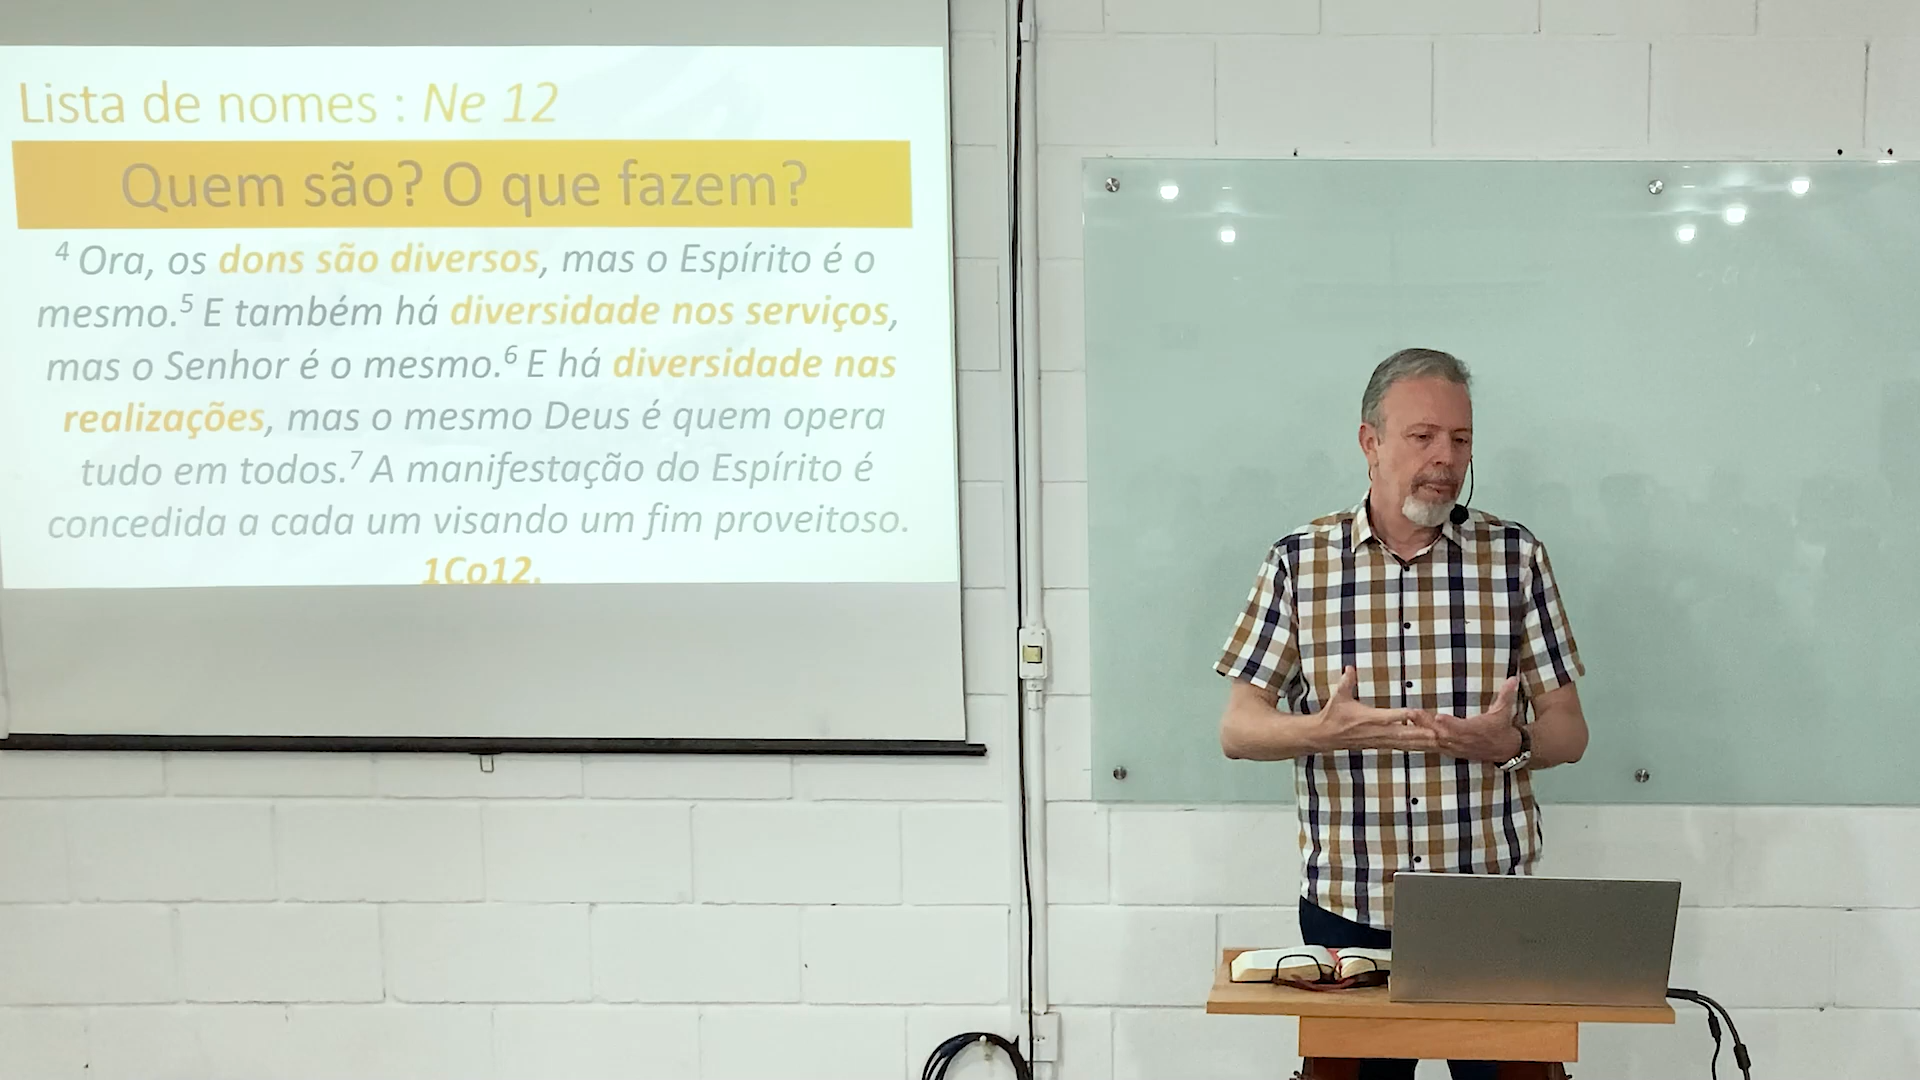 Lista de nomes : Ne 12
Quem são? O que fazem?
⁴ Ora, os dons são diversos, mas o Espírito é o
mesmo.⁵ E também há diversidade nos serviços,
mas o Senhor é o mesmo.⁶ E há diversidade nas
realizações, mas o mesmo Deus é quem opera
tudo em todos.⁷ A manifestação do Espírito é
concedida a cada um visando um fim proveitoso.
1Co12.